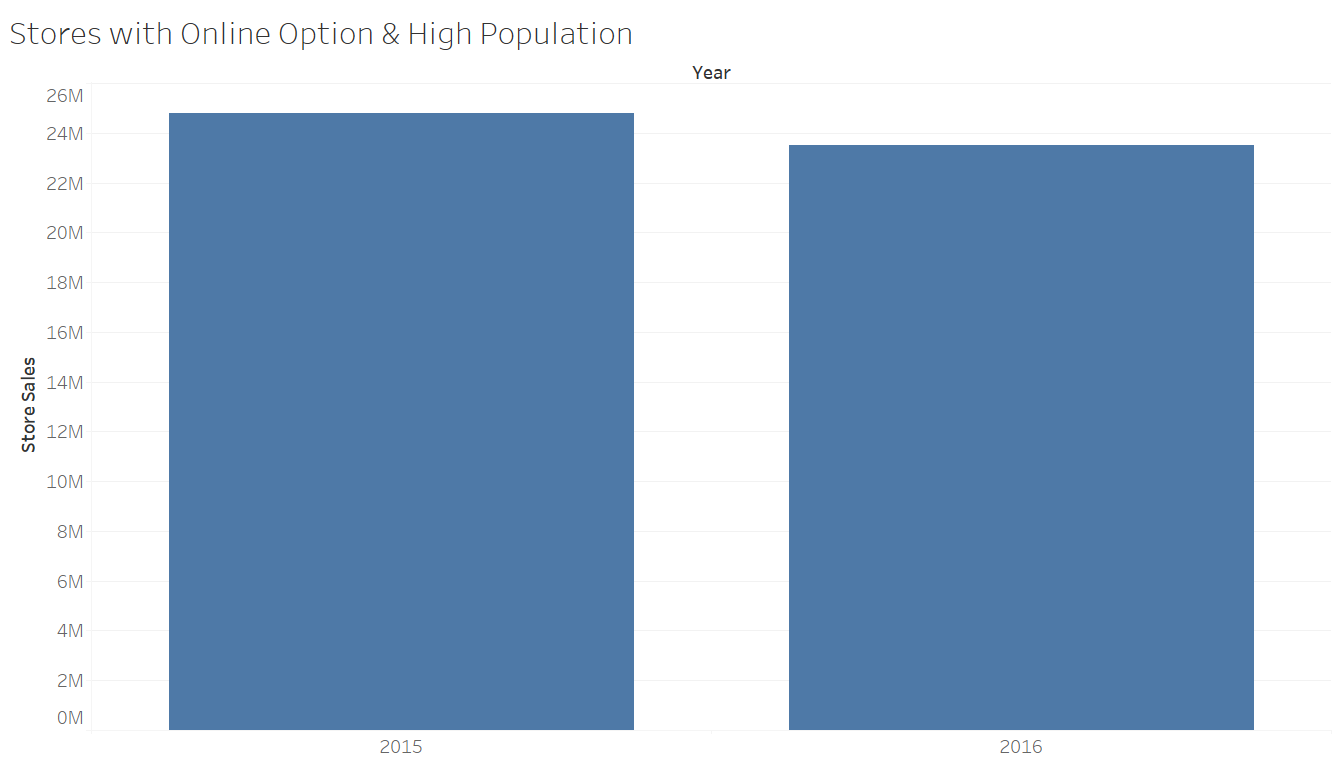 Stores with Online Option & High Population
Year
26M
24M
22M
20M
18M
16M
14M
12M
10M
8M
6M
4M
2M
0M
Store Sales
2015 2016